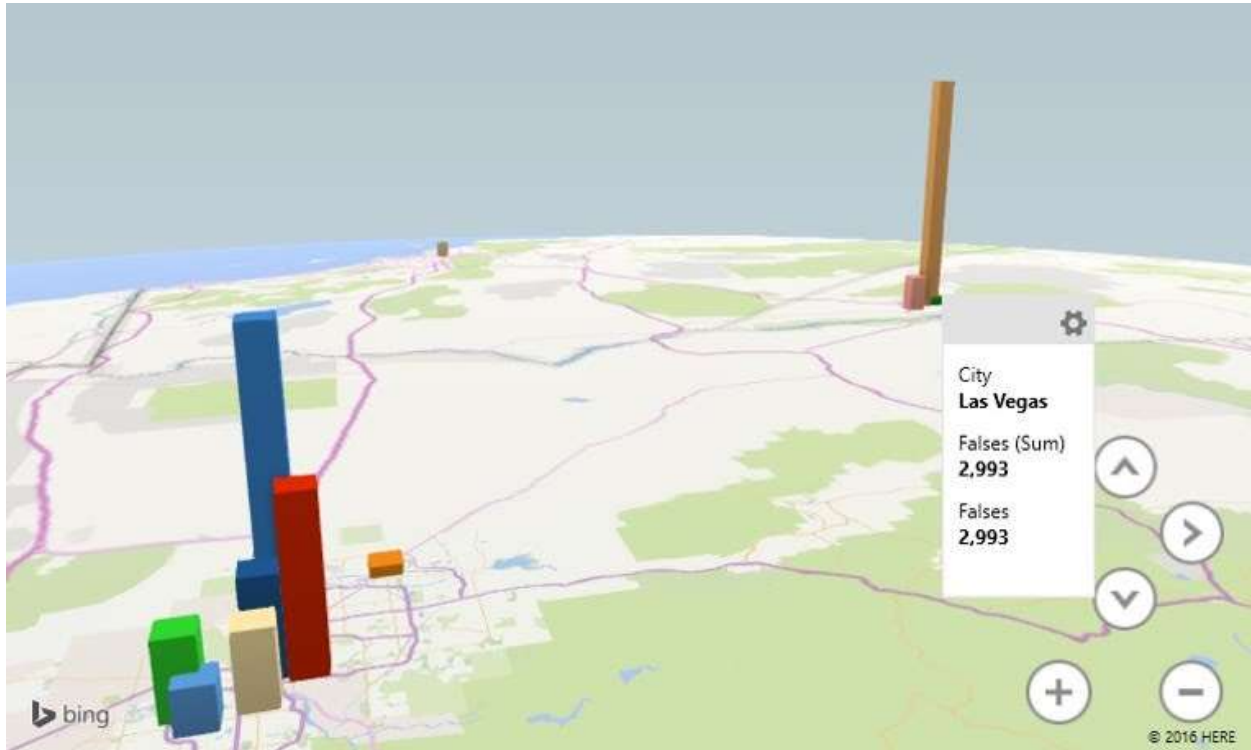 City
Las Vegas
Falses (Sum)
2,993
Falses
2,993
bing
© 2016 HERE